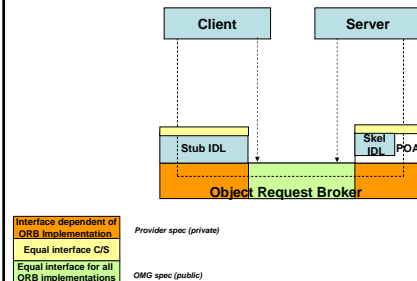 Client
Server
Stub IDL
Skel
IDL
POA
Object Request Broker
Interface dependent of
ORB Implementation
Provider spec (private)
Equal interface C/S
Equal interface for all
ORB implementations
OMG spec (public)